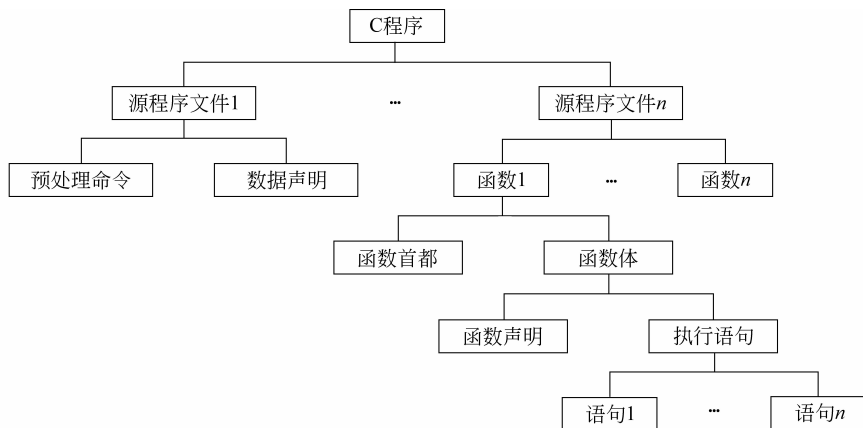 C程序
源程序文件1 ... 源程序文件n
预处理命令 数据声明 函数1 ... 函数n
函数首都 函数体
函数声明 执行语句
语句1 ... 语句n